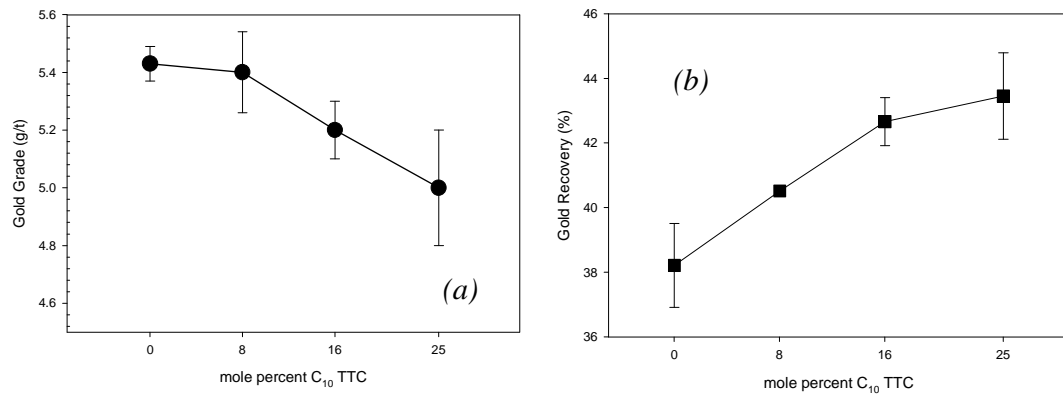 5.6
5.4
5.2
5.0
4.8
4.6
Gold Grade (g/t)
(a)
0 8 16 25
mole percent C₁₀ TTC
46
44
42
40
38
36
Gold Recovery (%)
(b)
0 8 16 25
mole percent C₁₀ TTC